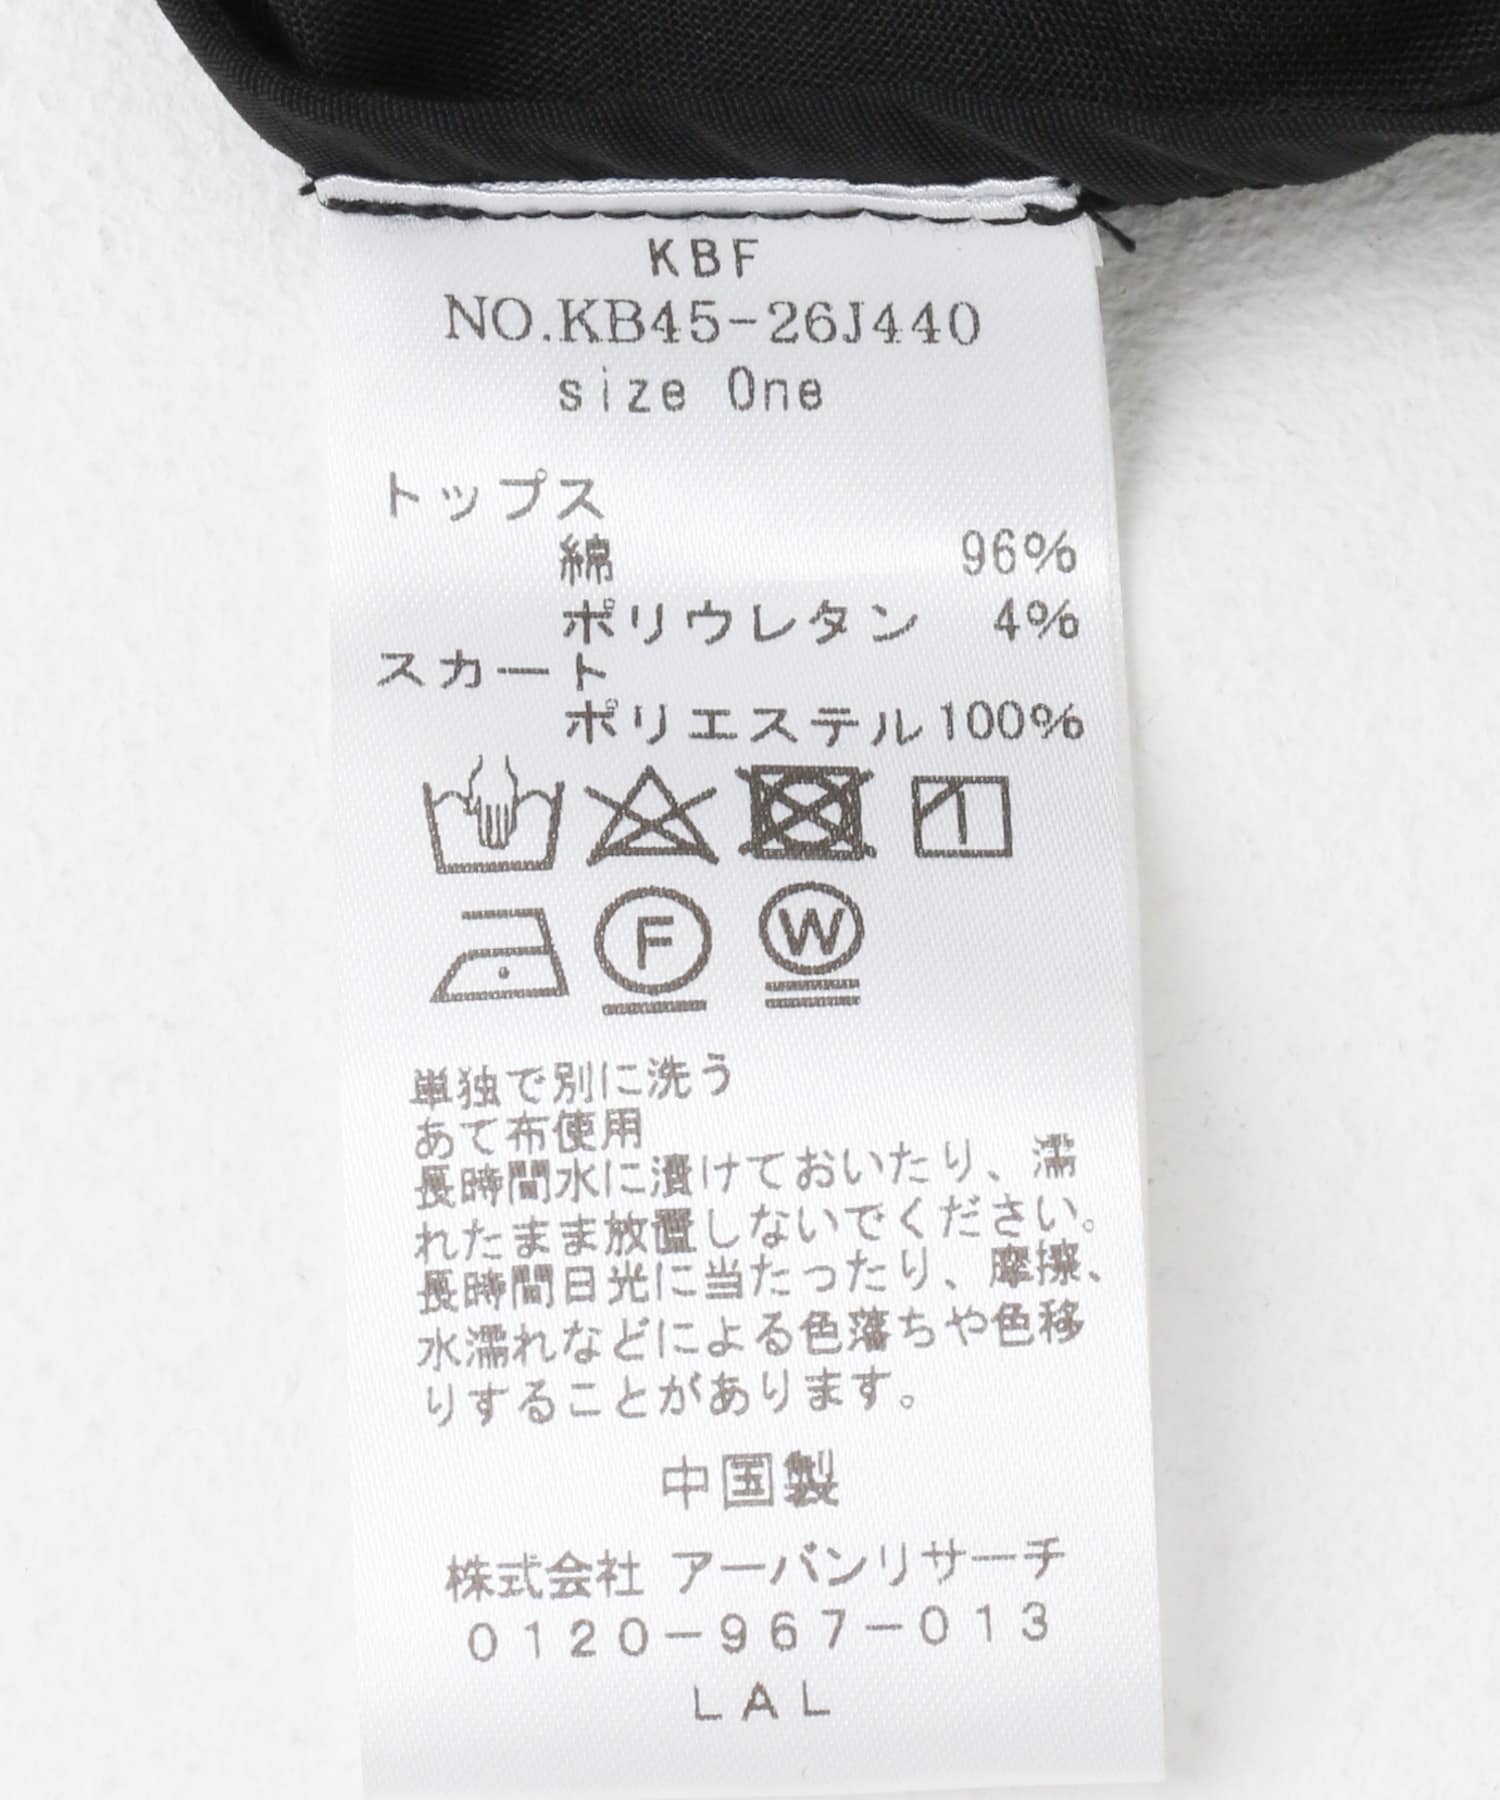 KBF
NO.KB45-26J440
size One
トップス
綿 96%
ポリウレタン 4%
スカート
ポリエステル100%
F
W
単独で別に洗う
あて布使用
長時間水に漬けておいたり、濡
れたまま放置しないでください。
長時間日光に当たったり、摩擦、
水濡れなどによる色落ちや色移
りすることがあります。
中国製
株式会社 アーバンリサーチ
0120-967-013
LAL